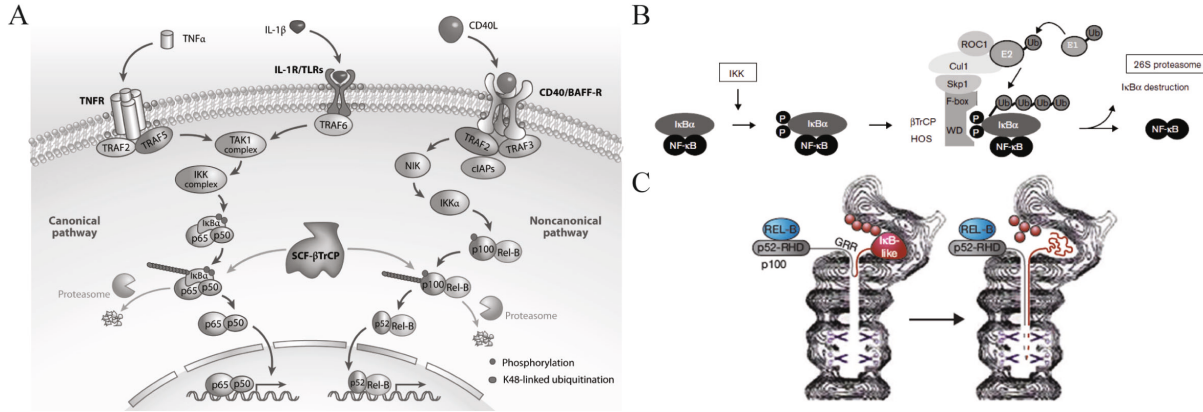 A
TNFα
IL-1β
CD40L
IL-1R/TLRs
TNFR
CD40/BAFF-R
TRAF6
TRAF2
TRAF5
TAK1
complex
TRAF2
TRAF3
cIAPs
NIK
IKK
complex
IKKα
Canonical
pathway
Noncanonical
pathway
IκBα
p65
p50
p100
Rel-B
SCF-βTrCP
IκBα
p65
p50
p100
Rel-B
Proteasome
Proteasome
p65
p50
p52
Rel-B
Phosphorylation
K48-linked ubiquitination
p65
p50
p52
Rel-B
B
IKK
IκBα
NF-κB
P
P
IκBα
NF-κB
ROC1
E2
Ub
E1
Ub
Cul1
Skp1
F-box
WD
βTrCP
HOS
Ub
Ub
Ub
Ub
P
P
IκBα
NF-κB
26S proteasome
IκBα destruction
NF-κB
C
REL-B
p52-RHD
p100
GRR
IκB-
like
REL-B
p52-RHD